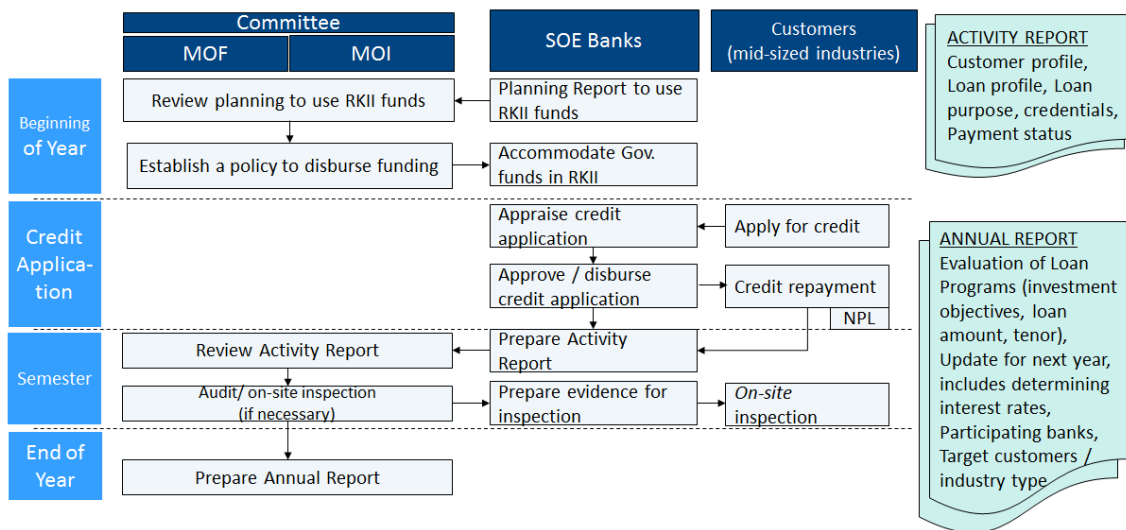 Committee
MOF
MOI
SOE Banks
Customers
(mid-sized industries)
Beginning
of Year
Review planning to use RKII funds
Planning Report to use
RKII funds
Establish a policy to disburse funding
Accommodate Gov.
funds in RKII
Credit
Applica-
tion
Appraise credit
application
Apply for credit
Approve / disburse
credit application
Credit repayment
NPL
Semester
Review Activity Report
Prepare Activity
Report
Audit/ on-site inspection
(if necessary)
Prepare evidence for
inspection
On-site
inspection
End of
Year
Prepare Annual Report
ACTIVITY REPORT
Customer profile,
Loan profile, Loan
purpose, credentials,
Payment status
ANNUAL REPORT
Evaluation of Loan
Programs (investment
objectives, loan
amount, tenor),
Update for next year,
includes determining
interest rates,
Participating banks,
Target customers /
industry type